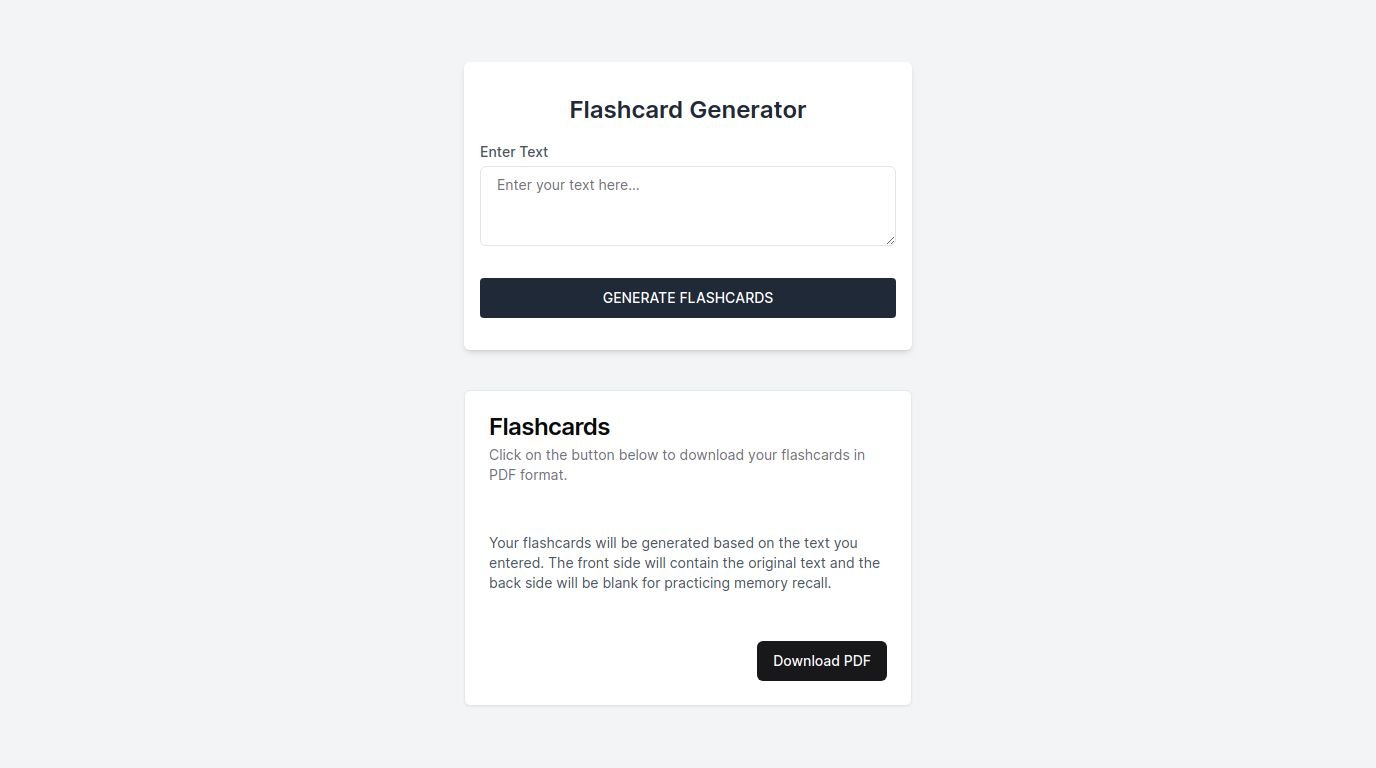 Flashcard Generator
Enter Text
Enter your text here...
GENERATE FLASHCARDS
Flashcards
Click on the button below to download your flashcards in
PDF format.
Your flashcards will be generated based on the text you
entered. The front side will contain the original text and the
back side will be blank for practicing memory recall.
Download PDF